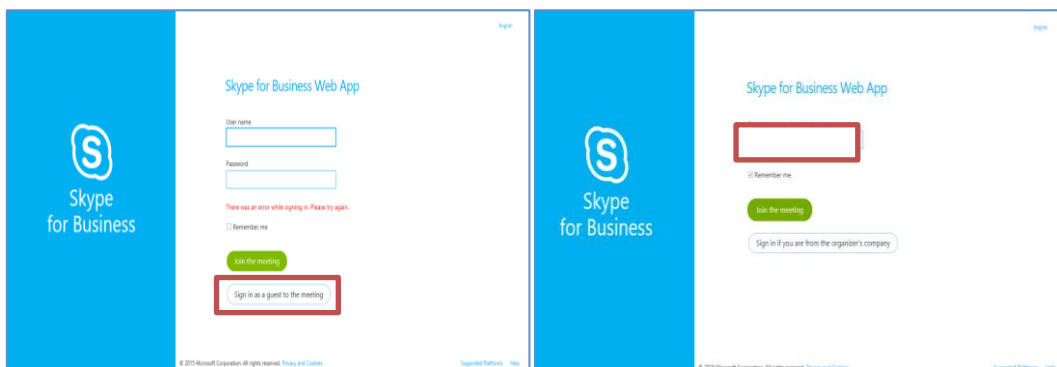 English
Skype for Business Web App
User name
Password
There was an error while signing in. Please try again.
Remember me
Join the meeting
Sign in as a guest to the meeting
Skype
for Business
© 2015 Microsoft Corporation. All rights reserved. Privacy and Cookies
Supported Platforms
Help
English
Skype for Business Web App
Remember me
Join the meeting
Sign in if you are from the organizer's company
Skype
for Business